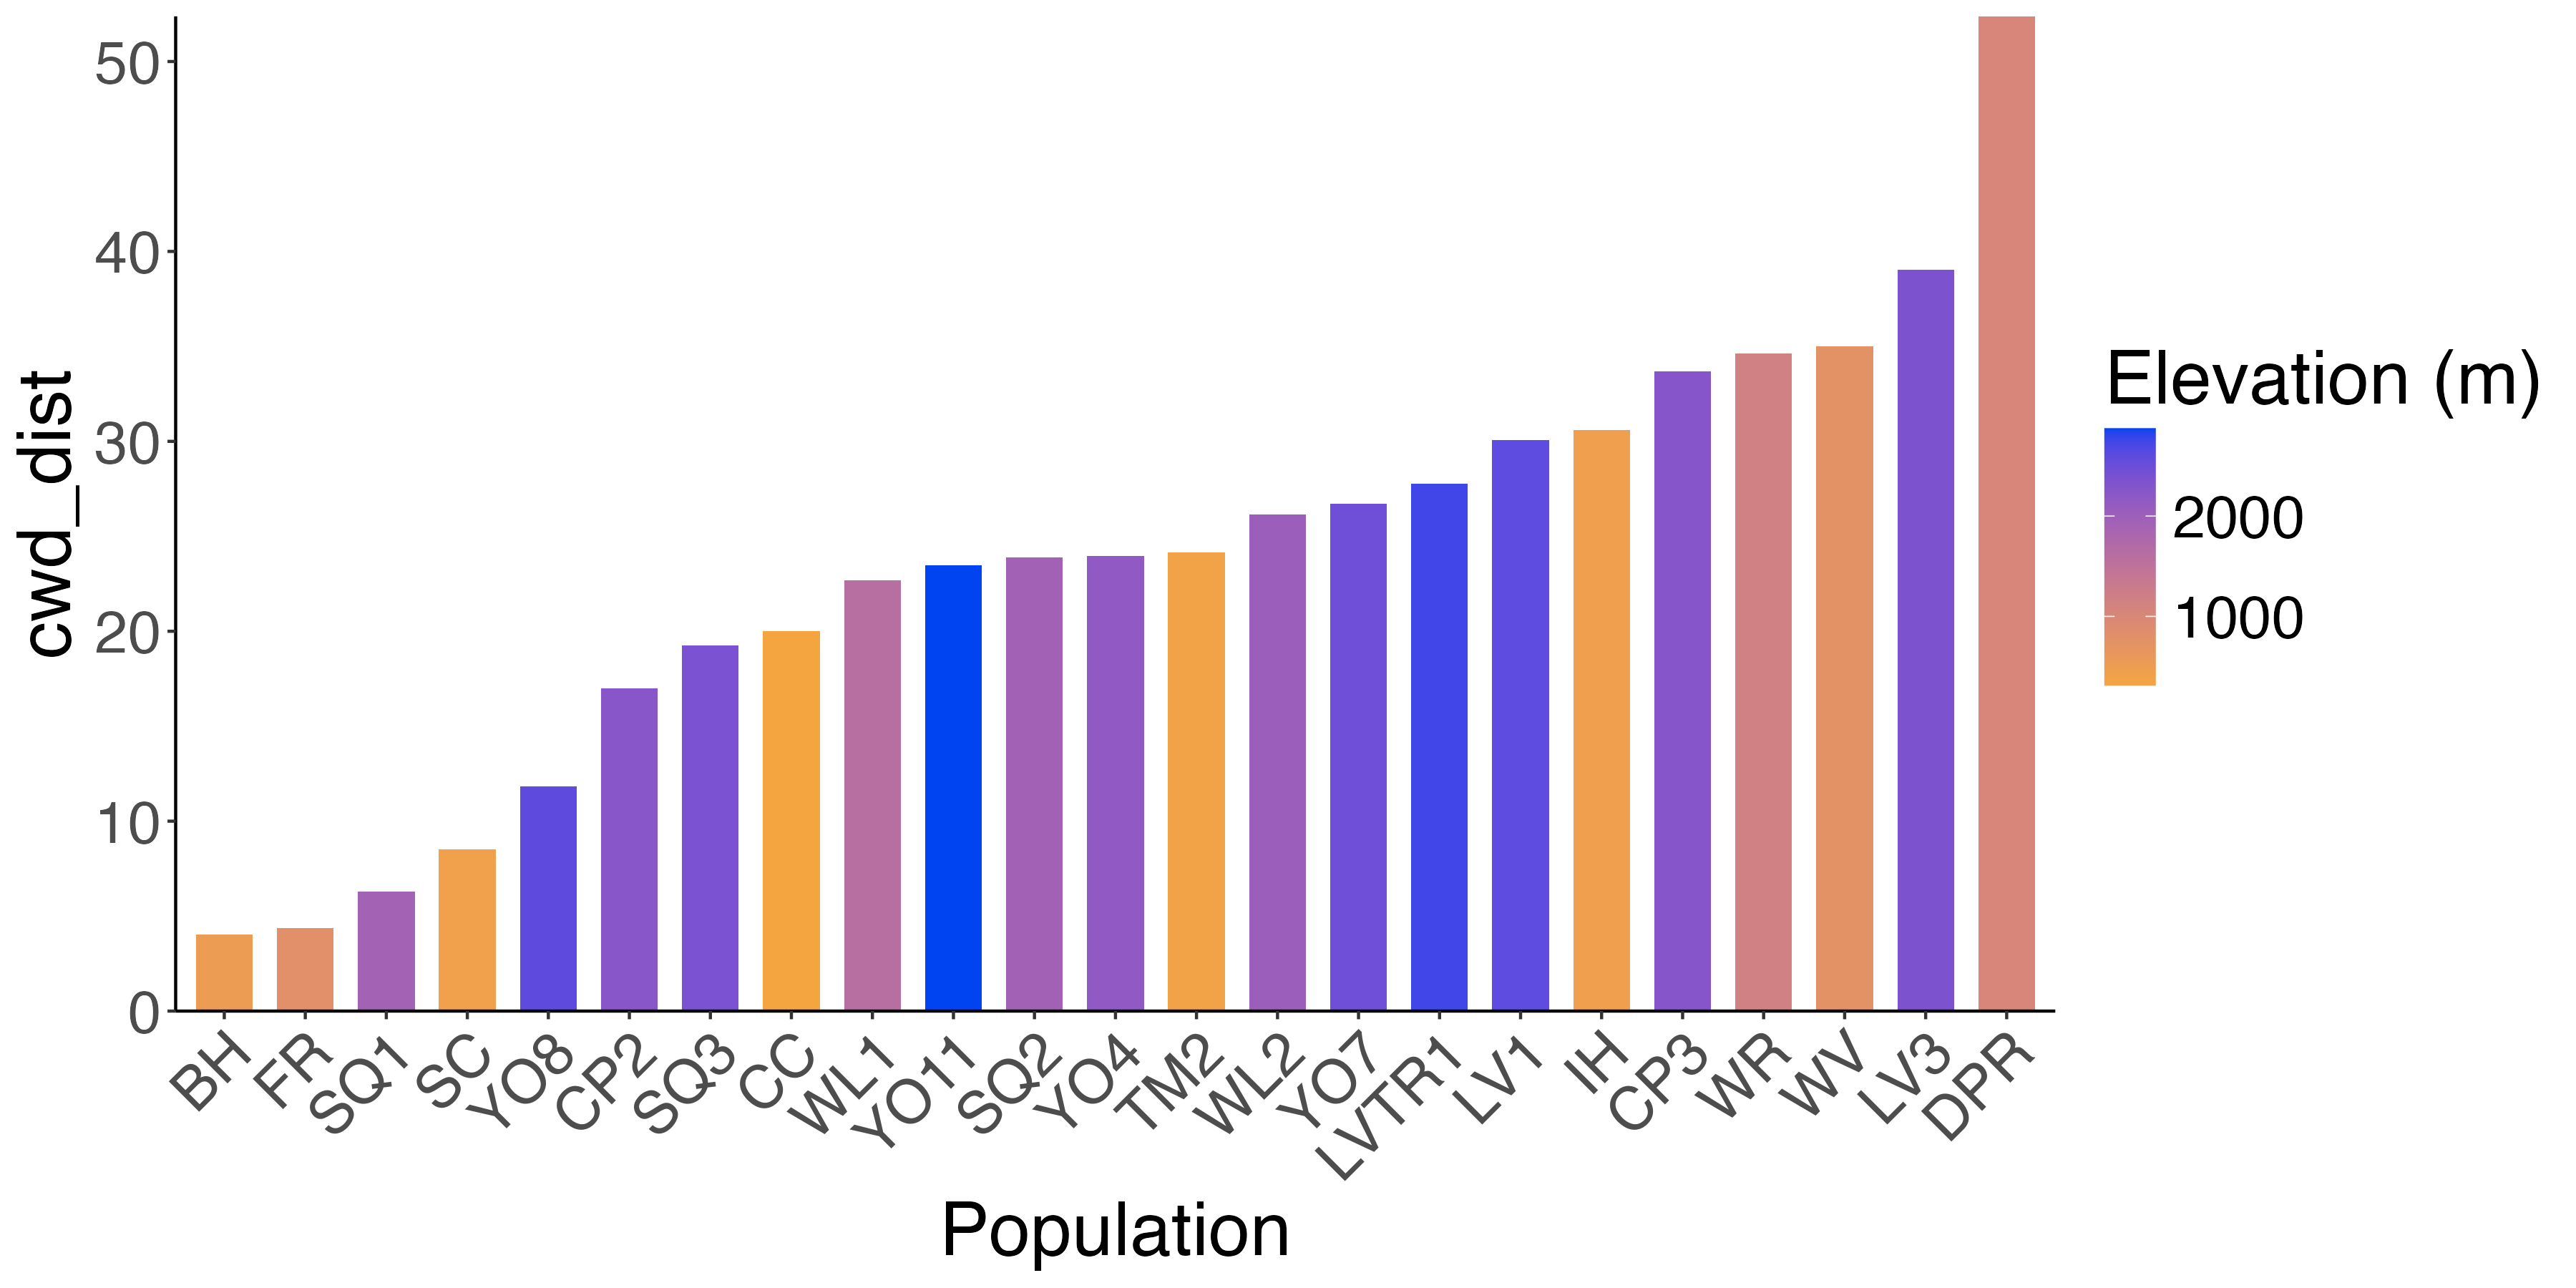 cwd_dist
50
40
30
20
10
0
BH FR SQ1 SC YO8 CP2 SQ3 CC WL1 YO11 SQ2 YO4 TM2 WL2 YO7 LVTR1 LV1 IH CP3 WR WV LV3 DPR
Population
Elevation (m)
2000
1000